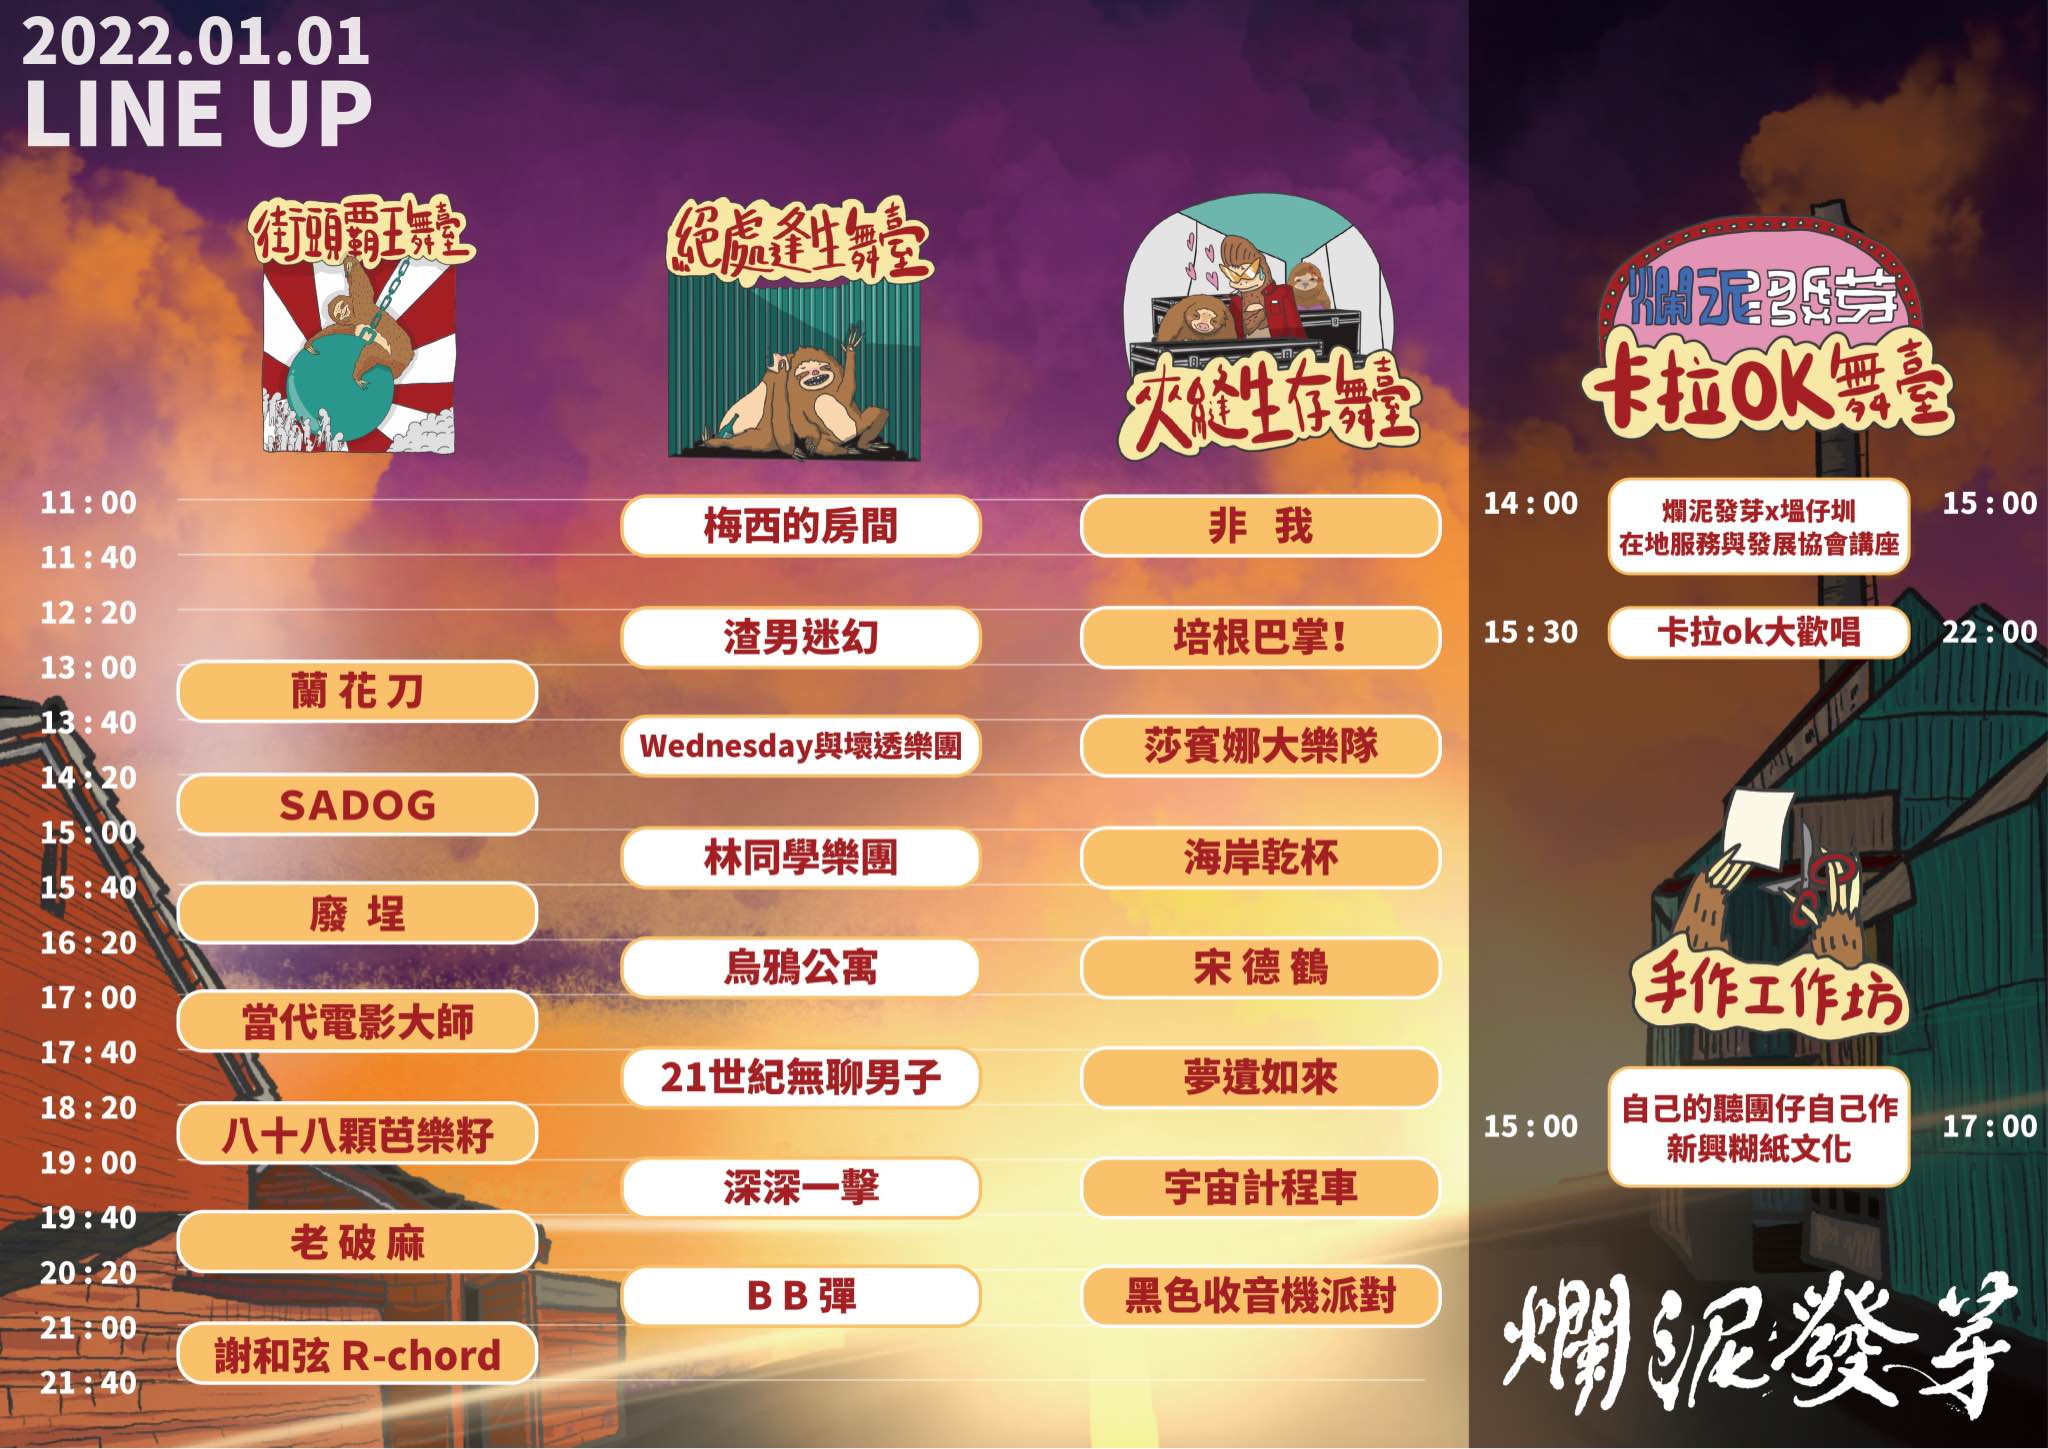 2022.01.01
LINE UP
街頭霸王舞臺
絕處逢生舞臺
夾縫生存舞臺
爛泥發芽
卡拉OK舞臺
11:00
11:40
12:20
13:00
13:40
14:20
15:00
15:40
16:20
17:00
17:40
18:20
19:00
19:40
20:20
21:00
21:40
蘭花刀
SADOG
廢埕
當代電影大師
八十八顆芭樂籽
老破麻
謝和弦 R-chord
梅西的房間
渣男迷幻
Wednesday與壞透樂團
林同學樂團
烏鴉公寓
21世紀無聊男子
深深一擊
BB彈
非 我
培根巴掌!
莎賓娜大樂隊
海岸乾杯
宋德鶴
夢遺如來
宇宙計程車
黑色收音機派對
14:00
爛泥發芽x塭仔圳
在地服務與發展協會講座
15:00
15:30
卡拉ok大歡唱
22:00
手作工作坊
15:00
自己的聽團仔自己作
新興糊紙文化
17:00
爛泥發芽